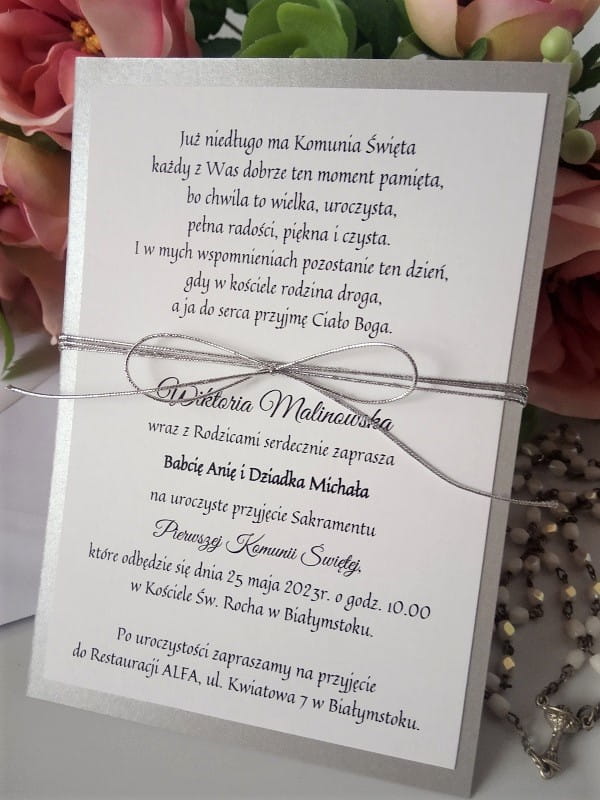 Już niedługo ma Komunia Święta
każdy z Was dobrze ten moment pamięta,
bo chwila to wielka, uroczysta,
pełna radości, piękna i czysta.
I w mych wspomnieniach pozostanie ten dzień,
gdy w kościele rodzina droga,
a ja do serca przyjmę Ciało Boga.
Wiktoria Malinowska
wraz z Rodzicami serdecznie zaprasza
Babcię Anię i Dziadka Michała
na uroczyste przyjęcie Sakramentu
Pierwszej Komunii Świętej,
które odbędzie się dnia 25 maja 2023r. o godz. 10.00
w Kościele Św. Rocha w Białymstoku.
Po uroczystości zapraszamy na przyjęcie
do Restauracji ALFA, ul. Kwiatowa 7 w Białymstoku.